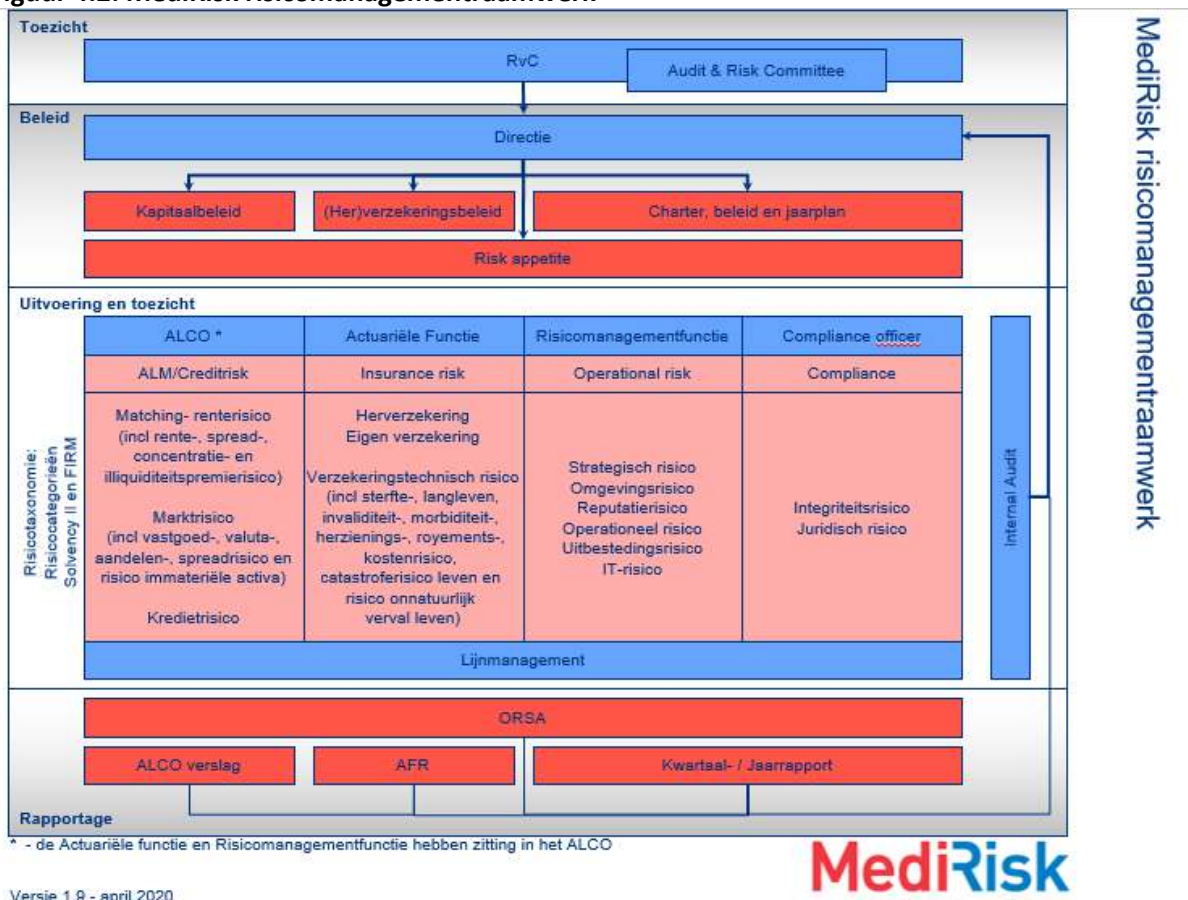 Toezicht
RvC
Audit & Risk Committee
Beleid
Directie
Kapitaalbeleid
(Her)verzekeringsbeleid
Charter, beleid en jaarplan
Risk appetite
Uitvoering en toezicht
Risicotaxonomie:
Risicocategorieën
Solvency II en FIRM
ALCO *
ALM/Creditrisk
Matching- renterisico
(incl rente-, spread-,
concentratie- en
illiquiditeitspremierisico)
Marktrisico
(incl vastgoed-, valuta-,
aandelen-, spreadrisico en
risico immateriële activa)
Kredietrisico
Actuariële Functie
Insurance risk
Herverzekering
Eigen verzekering
Verzekeringstechnisch risico
(incl sterfte-, langleven,
invaliditeit-, morbiditeit-,
herzienings-, royements-,
kostenrisico,
catastroferisico leven en
risico onnatuurlijk
verval leven)
Risicomanagementfunctie
Operational risk
Strategisch risico
Omgevingsrisico
Reputatierisico
Operationeel risico
Uitbestedingsrisico
IT-risico
Compliance officer
Compliance
Integriteitsrisico
Juridisch risico
Lijnmanagement
Internal Audit
ORSA
ALCO verslag
AFR
Kwartaal- / Jaarrapport
Rapportage
* - de Actuariële functie en Risicomanagementfunctie hebben zitting in het ALCO
Versie 1.9 - april 2020
MediRisk
MediRisk risicomanagementraamwerk